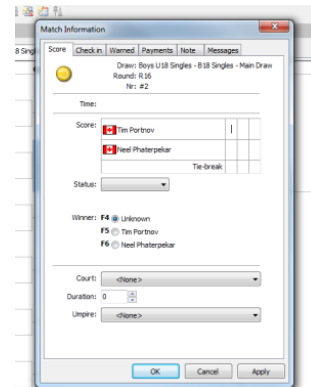 Match Information
8 Singl
Score Check in Warned Payments Note Messages
Draw: Boys U18 Singles - B18 Singles - Main Draw
Round: R16
Nr: #2
Time:
Score:
Tim Portnov
Neel Phaterpekar
Tie-break
Status:
Winner: F4 Unknown
F5 Tim Portnov
F6 Neel Phaterpekar
Court: <None>
Duration: 0
Umpire: <None>
OK Cancel Apply